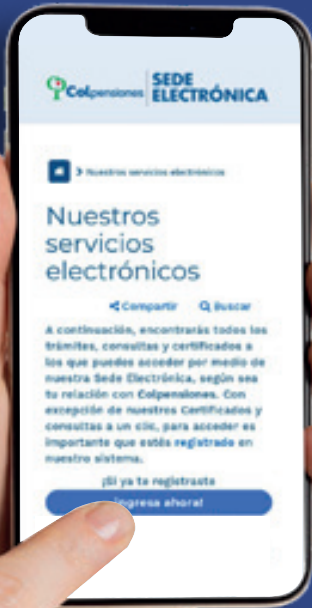 Colpensiones
SEDE
ELECTRÓNICA
> Nuestros servicios electrónicos
Nuestros
servicios
electrónicos
Compartir Buscar
A continuación, encontrarás todos los
trámites, consultas y certificados a
los que puedes acceder por medio de
nuestra Sede Electrónica, según sea
tu relación con Colpensiones. Con
excepción de nuestros Certificados y
consultas a un clic, para acceder es
importante que estés registrado en
nuestro sistema.
¡Si ya te registraste
ingresa ahora!